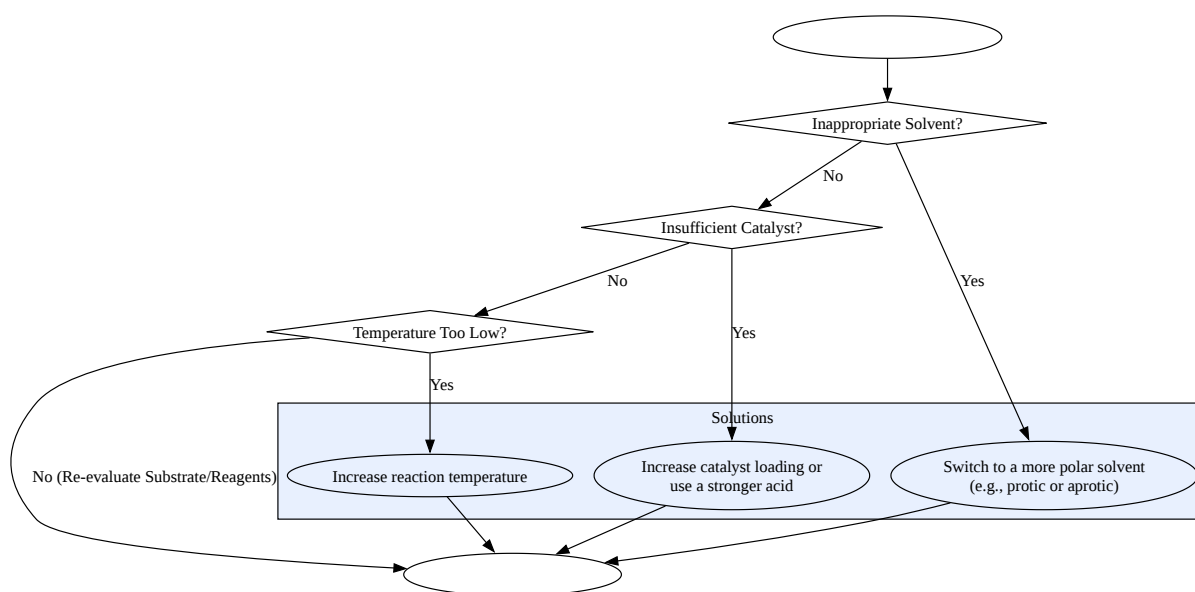 Inappropriate Solvent?
No
Insufficient Catalyst?
No
Yes
Temperature Too Low?
Yes
Yes
Solutions
No (Re-evaluate Substrate/Reagents)
Increase reaction temperature
Increase catalyst loading or
use a stronger acid
Switch to a more polar solvent
(e.g., protic or aprotic)